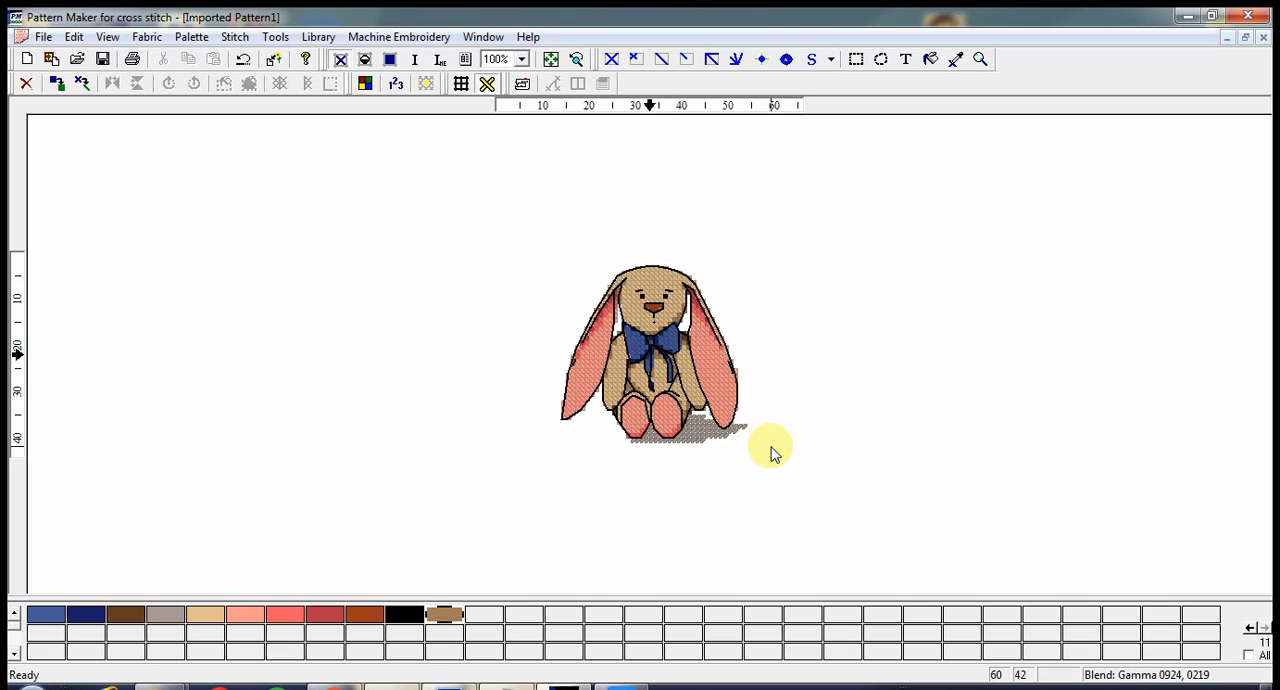 Pattern Maker for cross stitch - [Imported Pattern1]
File Edit View Fabric Palette Stitch Tools Library Machine Embroidery Window Help
100%
10 20 30 40 50 60
10
20
30
40
11
All
Ready 60 42 Blend: Gamma 0924, 0219